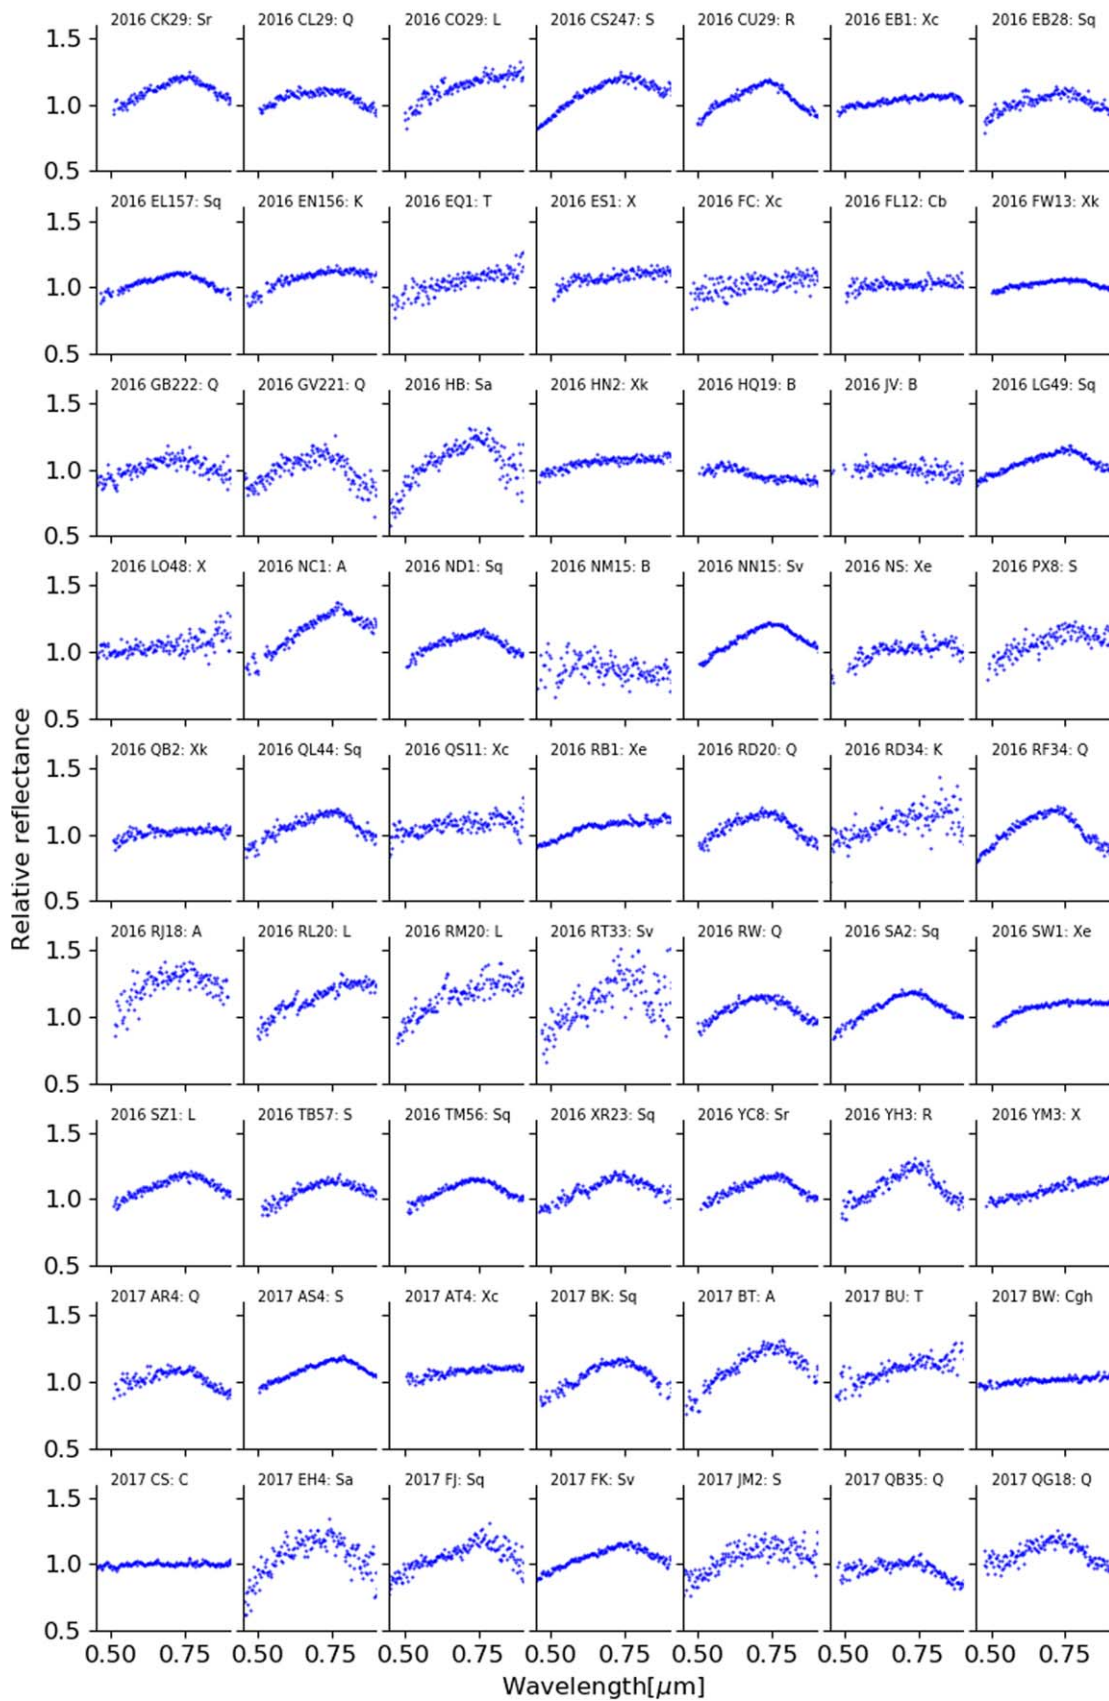 2016 CK29: Sr 2016 CL29: Q 2016 CO29: L 2016 CS247: S 2016 CU29: R 2016 EB1: Xc 2016 EB28: Sq
1.5
1.0
0.5
2016 EL157: Sq 2016 EN156: K 2016 EQ1: T 2016 ES1: X 2016 FC: Xc 2016 FL12: Cb 2016 FW13: Xk
1.5
1.0
0.5
2016 GB222: Q 2016 GV221: Q 2016 HB: Sa 2016 HN2: Xk 2016 HQ19: B 2016 JV: B 2016 LG49: Sq
1.5
1.0
0.5
2016 LO48: X 2016 NC1: A 2016 ND1: Sq 2016 NM15: B 2016 NN15: Sv 2016 NS: Xe 2016 PX8: S
1.5
1.0
0.5
2016 QB2: Xk 2016 QL44: Sq 2016 QS11: Xc 2016 RB1: Xe 2016 RD20: Q 2016 RD34: K 2016 RF34: Q
1.5
1.0
0.5
Relative reflectance
2016 RJ18: A 2016 RL20: L 2016 RM20: L 2016 RT33: Sv 2016 RW: Q 2016 SA2: Sq 2016 SW1: Xe
1.5
1.0
0.5
2016 SZ1: L 2016 TB57: S 2016 TM56: Sq 2016 XR23: Sq 2016 YC8: Sr 2016 YH3: R 2016 YM3: X
1.5
1.0
0.5
2017 AR4: Q 2017 AS4: S 2017 AT4: Xc 2017 BK: Sq 2017 BT: A 2017 BU: T 2017 BW: Cgh
1.5
1.0
0.5
2017 CS: C 2017 EH4: Sa 2017 FJ: Sq 2017 FK: Sv 2017 JM2: S 2017 QB35: Q 2017 QG18: Q
1.5
1.0
0.5
0.50 0.75 0.50 0.75 0.50 0.75 0.50 0.75 0.50 0.75 0.50 0.75 0.50 0.75
Wavelength[μm]